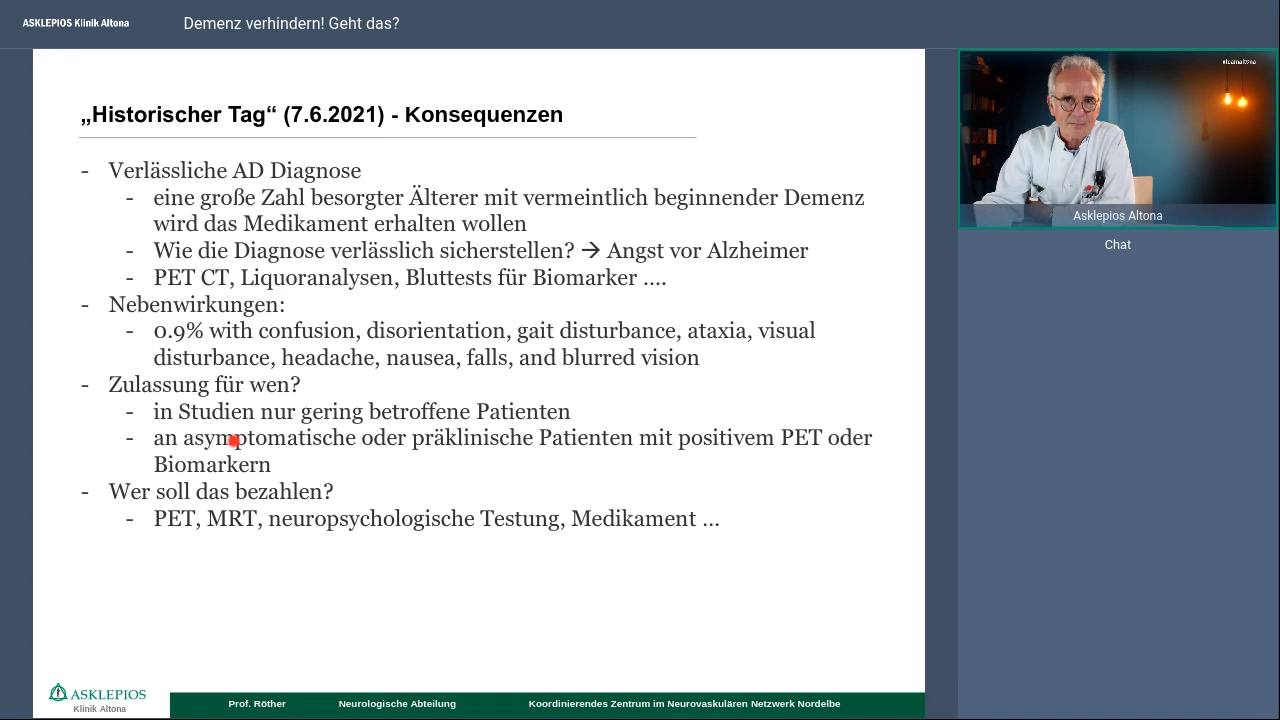 ASKLEPIOS Klinik Altona
Demenz verhindern! Geht das?
„Historischer Tag“ (7.6.2021) - Konsequenzen
- Verlässliche AD Diagnose
- eine große Zahl besorgter Älterer mit vermeintlich beginnender Demenz
wird das Medikament erhalten wollen
- Wie die Diagnose verlässlich sicherstellen? → Angst vor Alzheimer
- PET CT, Liquoranalysen, Bluttests für Biomarker ….
- Nebenwirkungen:
- 0.9% with confusion, disorientation, gait disturbance, ataxia, visual
disturbance, headache, nausea, falls, and blurred vision
- Zulassung für wen?
- in Studien nur gering betroffene Patienten
- an asymptomatische oder präklinische Patienten mit positivem PET oder
Biomarkern
- Wer soll das bezahlen?
- PET, MRT, neuropsychologische Testung, Medikament …
ASKLEPIOS
Klinik Altona
Prof. Röther Neurologische Abteilung Koordinierendes Zentrum im Neurovaskulären Netzwerk Nordelbe
#teamaltona
Asklepios Altona
Chat